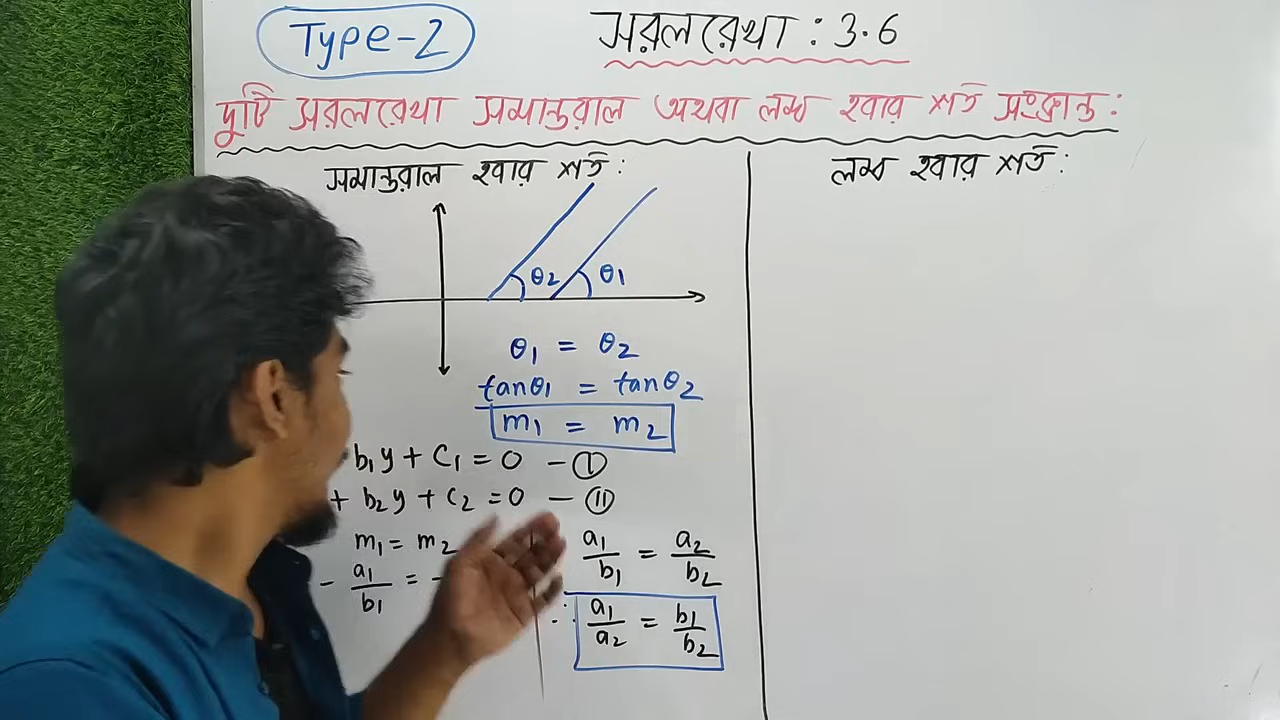 Type-2
সরলরেখা : 3.6
দুটি সরলরেখা সমান্তরাল অথবা লম্ব হবার শর্ত সংক্রান্ত :
সমান্তরাল হবার শর্ত :
θ2 θ1
θ1 = θ2
tanθ1 = tanθ2
m1 = m2
b1y + c1 = 0 - (I)
+ b2y + c2 = 0 - (II)
m1 = m2
- a1/b1 = -
a1/b1 = a2/b2
∴ a1/a2 = b1/b2
লম্ব হবার শর্ত :